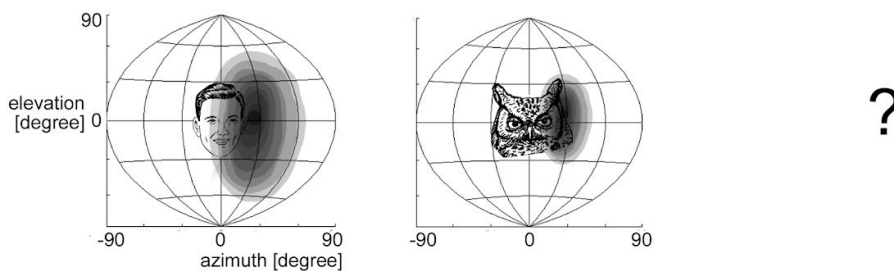 90
elevation
[degree] 0
-90 0 90
azimuth [degree]
-90 0 90
?